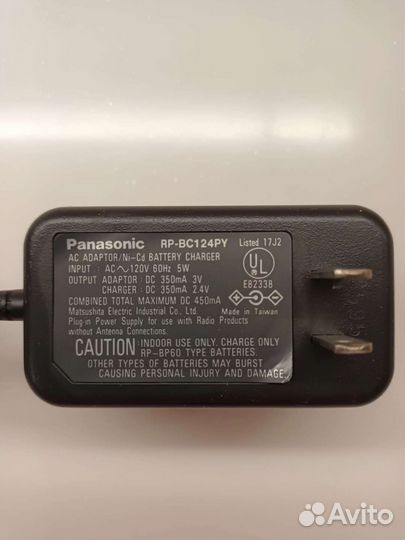 Panasonic RP-BC124PY Listed 17J2
AC ADAPTOR/Ni-Cd BATTERY CHARGER
INPUT : AC~120V 60Hz 5W
OUTPUT ADAPTOR : DC 350mA 3V
CHARGER : DC 350mA 2.4V
COMBINED TOTAL MAXIMUM DC 450mA
UL
E82338
Matsushita Electric Industrial Co., Ltd.
Made in Taiwan
Plug-in Power Supply for use with Radio Products
without Antenna Connections.
CAUTION INDOOR USE ONLY. CHARGE ONLY
RP-BP60 TYPE BATTERIES.
OTHER TYPES OF BATTERIES MAY BURST
CAUSING PERSONAL INJURY AND DAMAGE.
Avito